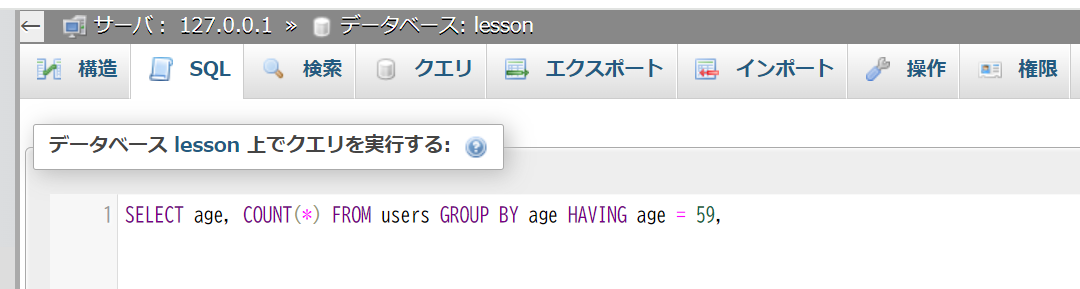 ← サーバ: 127.0.0.1 » データベース: lesson
構造 SQL 検索 クエリ エクスポート インポート 操作 権限
データベース lesson 上でクエリを実行する:
1 SELECT age, COUNT(*) FROM users GROUP BY age HAVING age = 59,